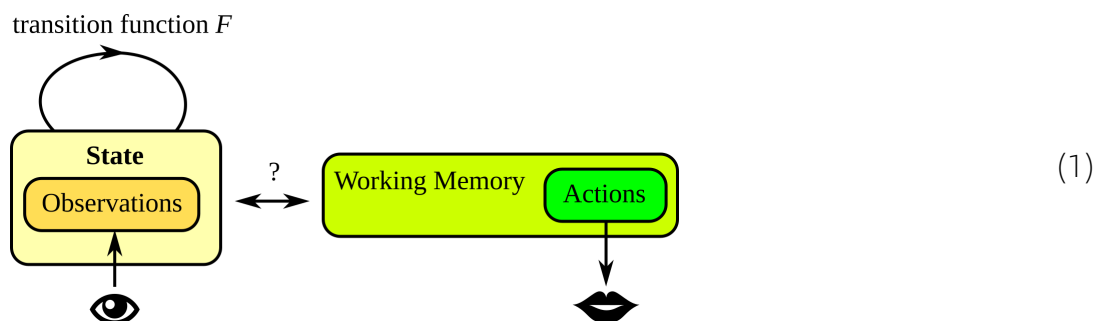 transition function F
State
Observations
?
Working Memory
Actions
(1)